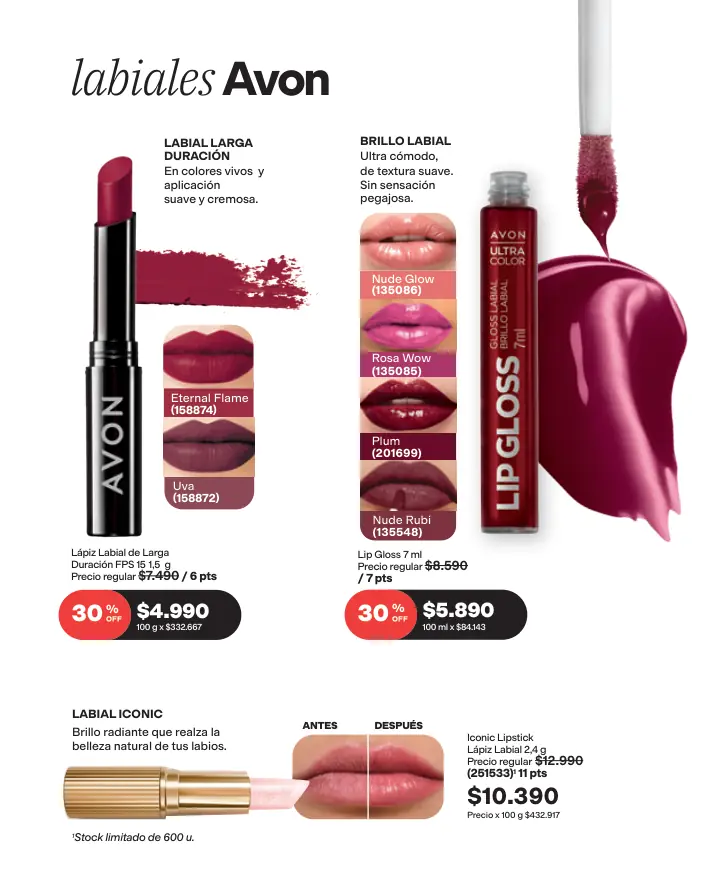 labiales Avon
LABIAL LARGA
DURACIÓN
En colores vivos y
aplicación
suave y cremosa.
AVON
Eternal Flame
(158874)
Uva
(158872)
Lápiz Labial de Larga
Duración FPS 15 1,5 g
Precio regular $7.490 / 6 pts
30 % OFF
$4.990
100 g x $332.667
BRILLO LABIAL
Ultra cómodo,
de textura suave.
Sin sensación
pegajosa.
Nude Glow
(135086)
Rosa Wow
(135085)
Plum
(201699)
Nude Rubi
(135548)
AVON
ULTRA
COLOR
GLOSS LABIAL
BRILLO LABIAL
7ml
LIP GLOSS
Lip Gloss 7 ml
Precio regular $8.590
/ 7 pts
30 % OFF
$5.890
100 ml x $84.143
LABIAL ICONIC
Brillo radiante que realza la
belleza natural de tus labios.
ANTES
DESPUÉS
Iconic Lipstick
Lápiz Labial 2,4 g
Precio regular $12.990
(251533)¹ 11 pts
$10.390
Precio x 100 g $432.917
¹Stock limitado de 600 u.